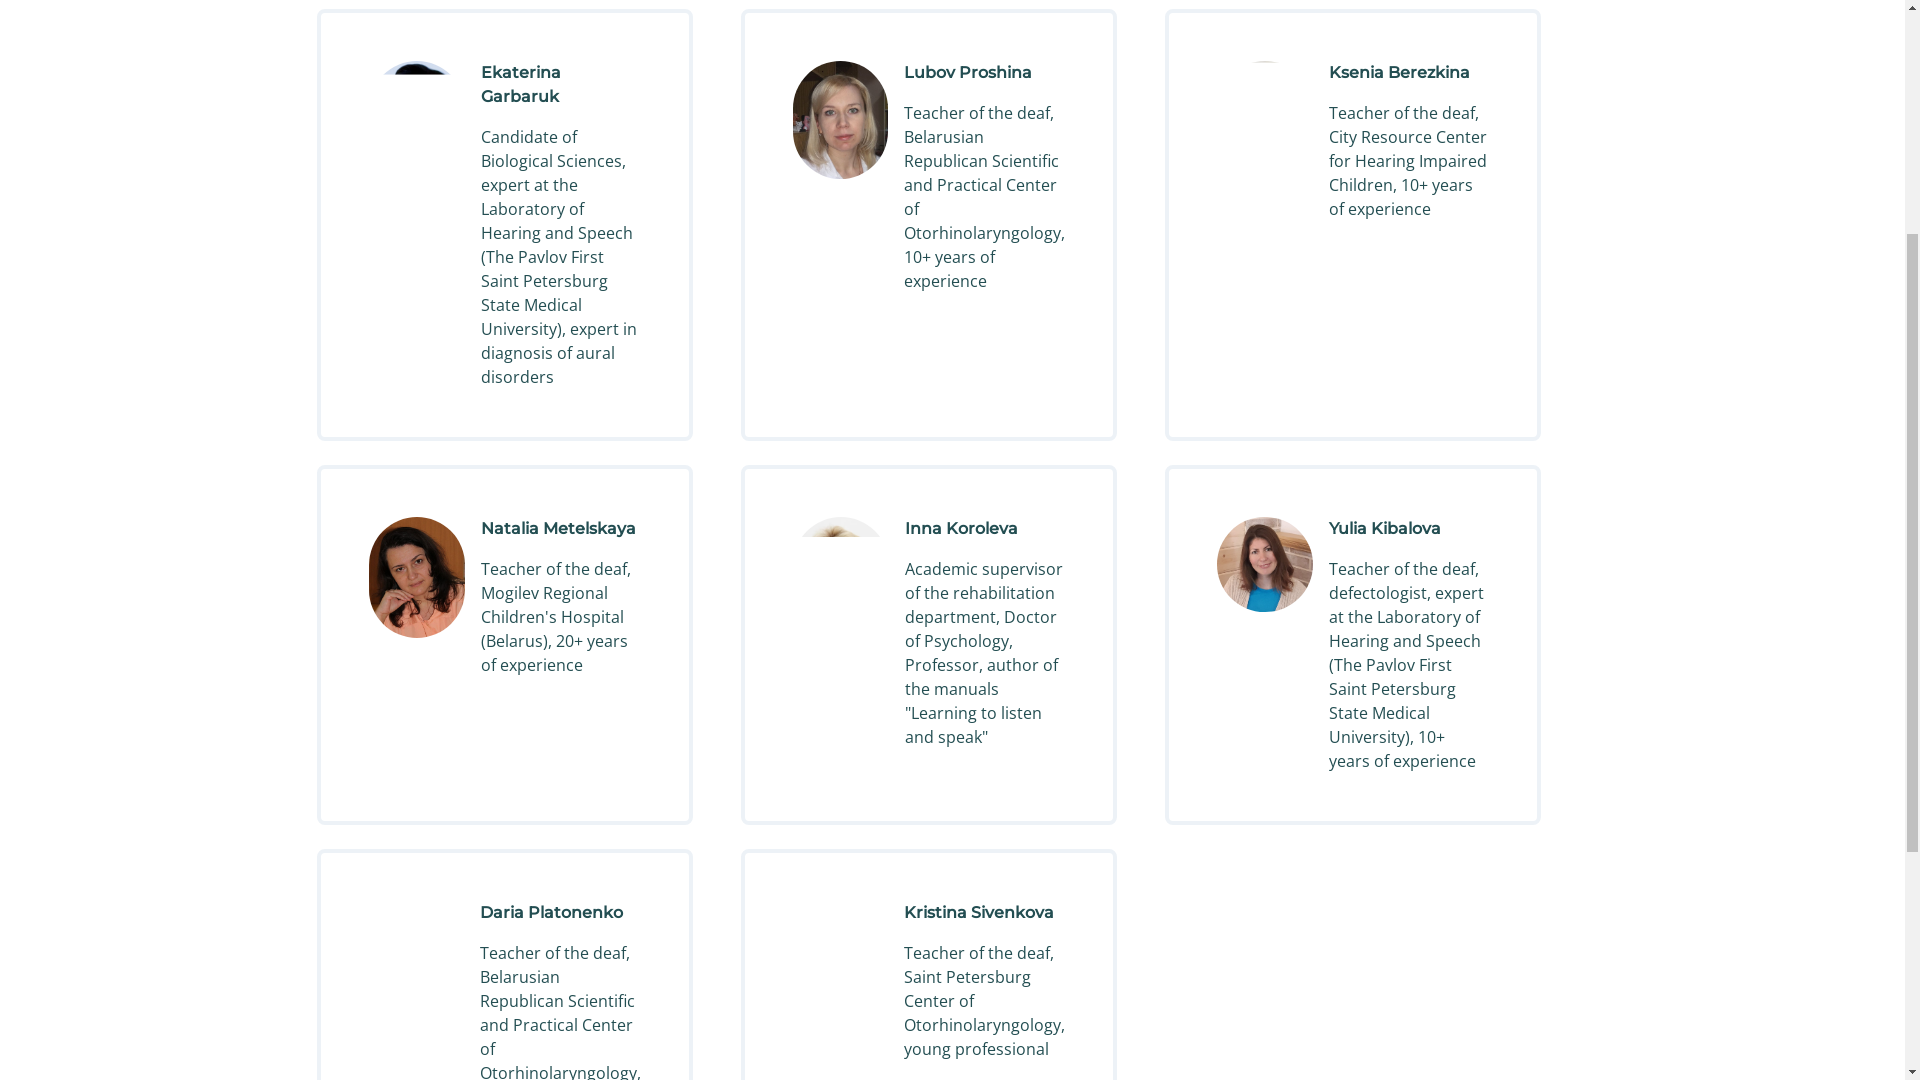 Ekaterina
Garbaruk
Candidate of
Biological Sciences,
expert at the
Laboratory of
Hearing and Speech
(The Pavlov First
Saint Petersburg
State Medical
University), expert in
diagnosis of aural
disorders
Lubov Proshina
Teacher of the deaf,
Belarusian
Republican Scientific
and Practical Center
of
Otorhinolaryngology,
10+ years of
experience
Ksenia Berezkina
Teacher of the deaf,
City Resource Center
for Hearing Impaired
Children, 10+ years
of experience
Natalia Metelskaya
Teacher of the deaf,
Mogilev Regional
Children's Hospital
(Belarus), 20+ years
of experience
Inna Koroleva
Academic supervisor
of the rehabilitation
department, Doctor
of Psychology,
Professor, author of
the manuals
"Learning to listen
and speak"
Yulia Kibalova
Teacher of the deaf,
defectologist, expert
at the Laboratory of
Hearing and Speech
(The Pavlov First
Saint Petersburg
State Medical
University), 10+
years of experience
Daria Platonenko
Teacher of the deaf,
Belarusian
Republican Scientific
and Practical Center
of
Otorhinolaryngology,
Kristina Sivenkova
Teacher of the deaf,
Saint Petersburg
Center of
Otorhinolaryngology,
young professional